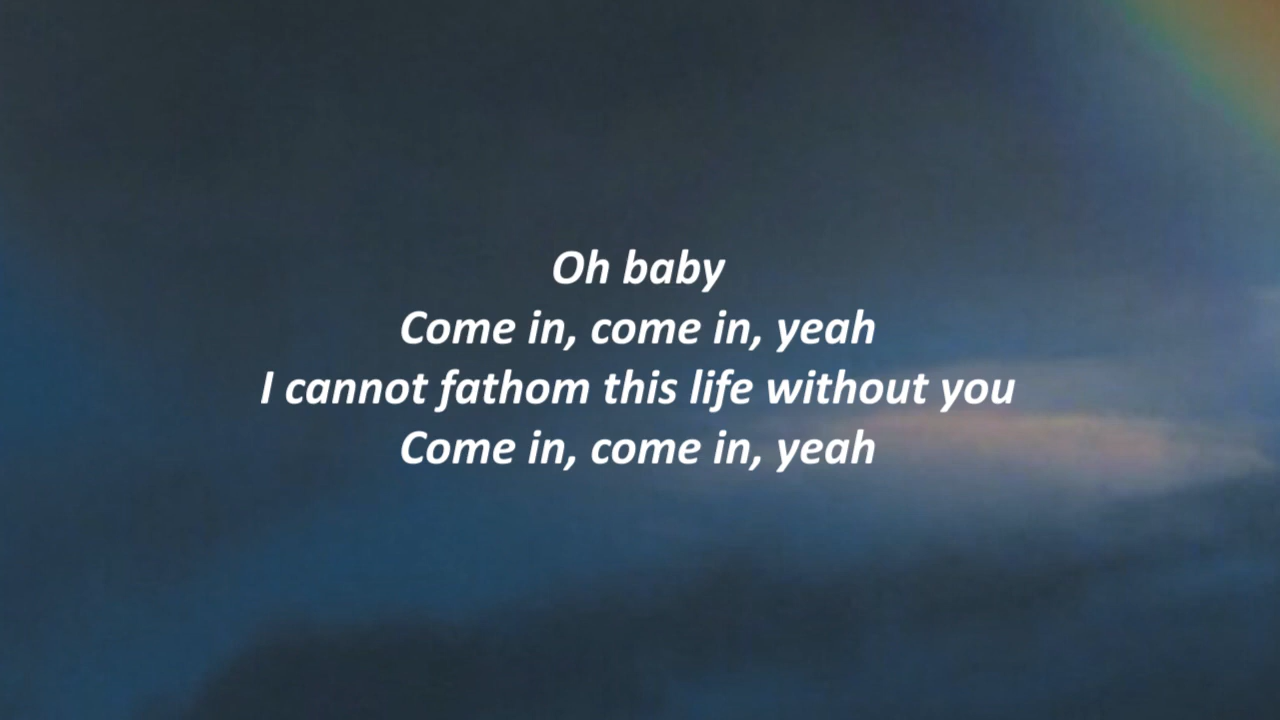 Oh baby
Come in, come in, yeah
I cannot fathom this life without you
Come in, come in, yeah